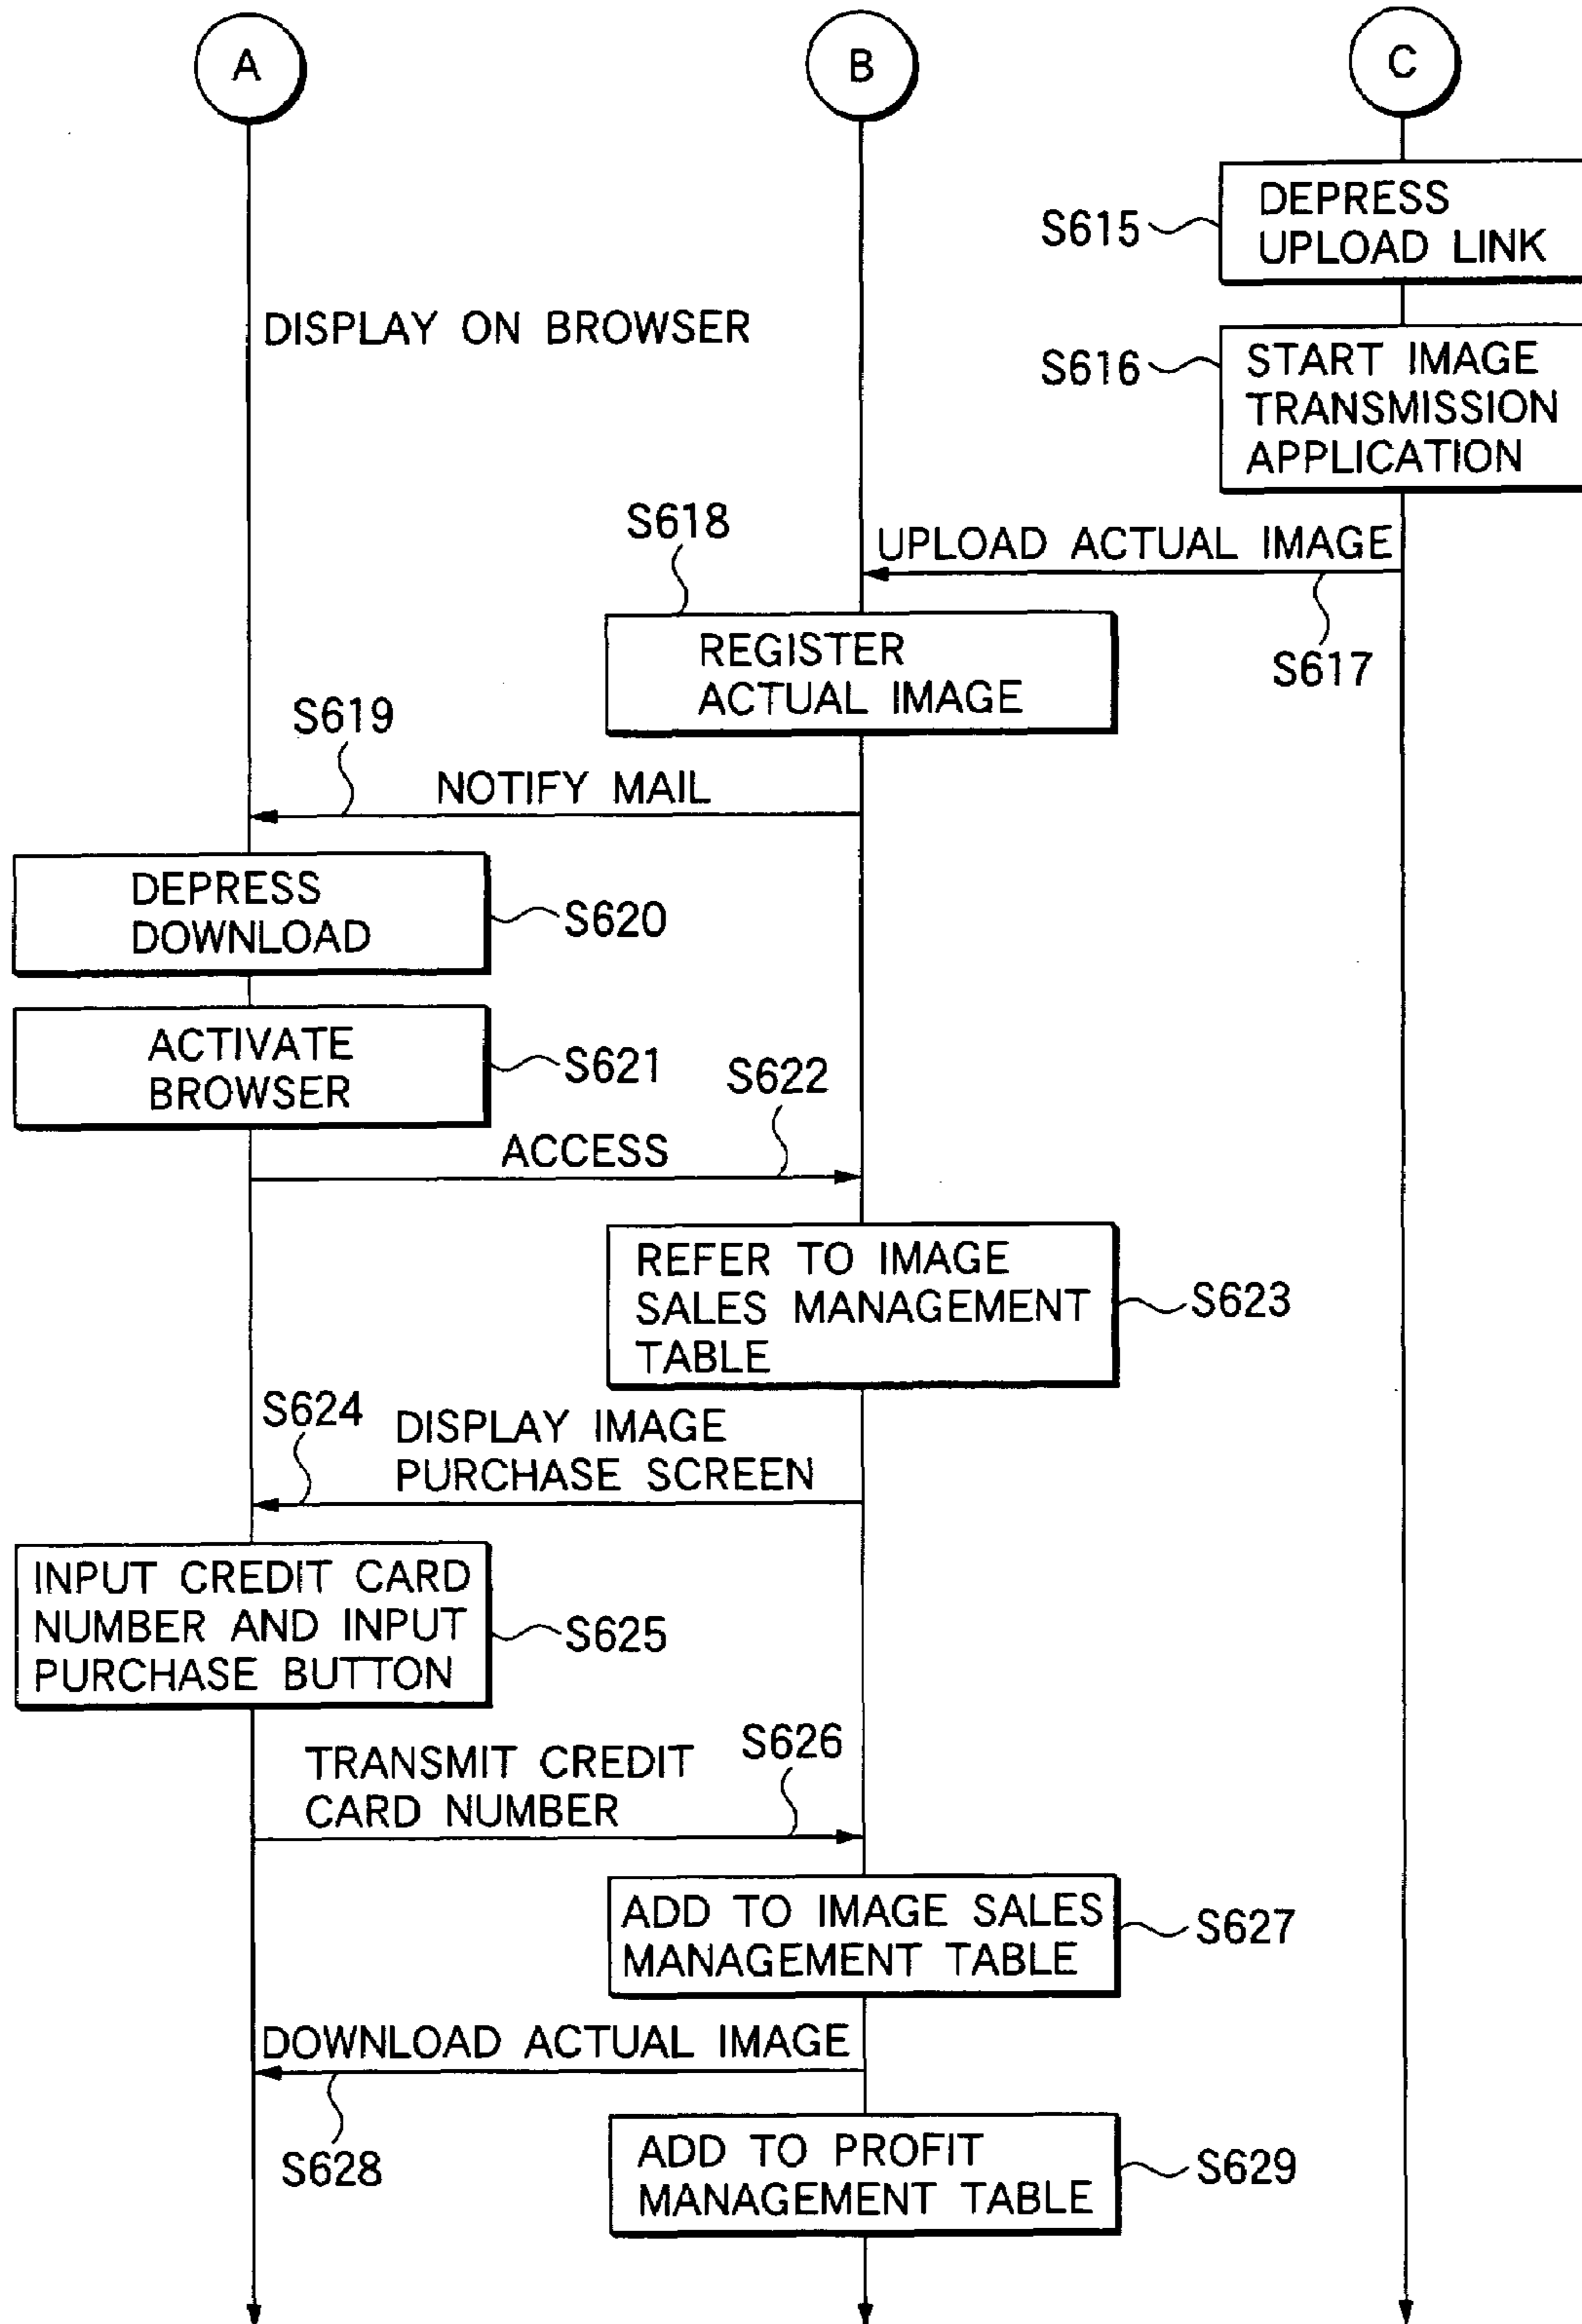 A
B
C
S615
DEPRESS
UPLOAD LINK
DISPLAY ON BROWSER
S616
START IMAGE
TRANSMISSION
APPLICATION
S618
UPLOAD ACTUAL IMAGE
S617
REGISTER
ACTUAL IMAGE
S619
NOTIFY MAIL
DEPRESS
DOWNLOAD
S620
ACTIVATE
BROWSER
S621
S622
ACCESS
REFER TO IMAGE
SALES MANAGEMENT
TABLE
S623
S624
DISPLAY IMAGE
PURCHASE SCREEN
INPUT CREDIT CARD
NUMBER AND INPUT
PURCHASE BUTTON
S625
TRANSMIT CREDIT
CARD NUMBER
S626
ADD TO IMAGE SALES
MANAGEMENT TABLE
S627
DOWNLOAD ACTUAL IMAGE
S628
ADD TO PROFIT
MANAGEMENT TABLE
S629